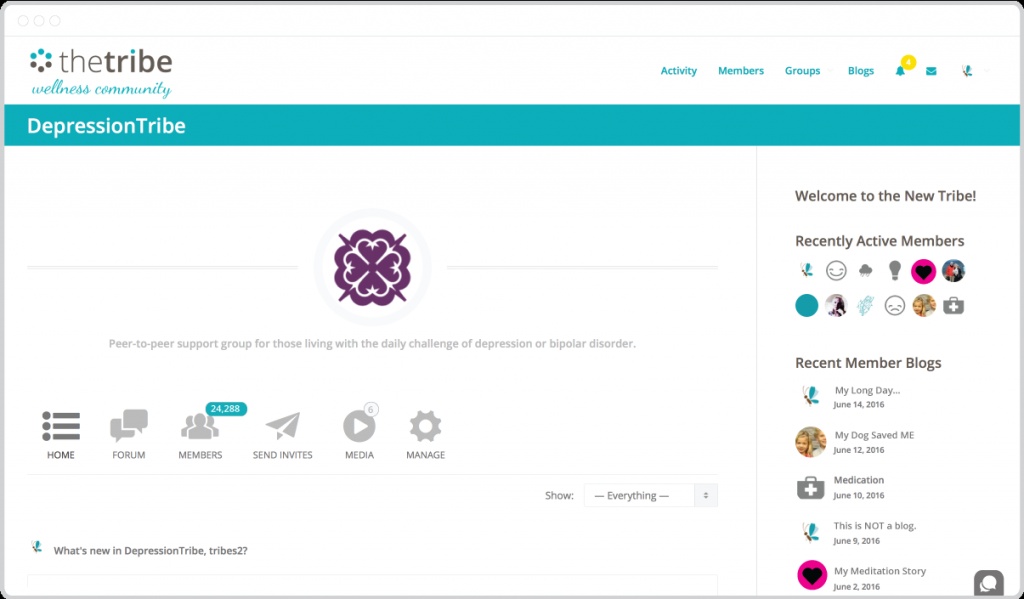 thetribe
wellness community
Activity Members Groups Blogs 4
DepressionTribe
Peer-to-peer support group for those living with the daily challenge of depression or bipolar disorder.
24,288
6
HOME FORUM MEMBERS SEND INVITES MEDIA MANAGE
Show: — Everything —
What's new in DepressionTribe, tribes2?
Welcome to the New Tribe!
Recently Active Members
Recent Member Blogs
My Long Day...
June 14, 2016
My Dog Saved ME
June 12, 2016
Medication
June 10, 2016
This is NOT a blog.
June 9, 2016
My Meditation Story
June 2, 2016